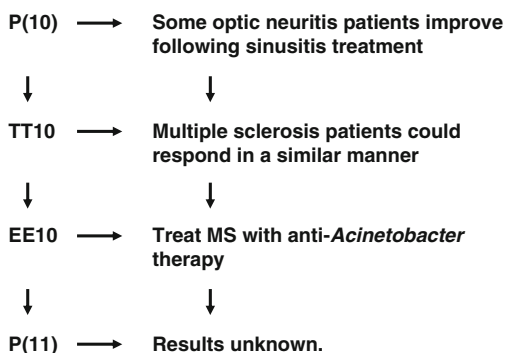 P(10) Some optic neuritis patients improve
following sinusitis treatment
TT10 Multiple sclerosis patients could
respond in a similar manner
EE10 Treat MS with anti-Acinetobacter
therapy
P(11) Results unknown.